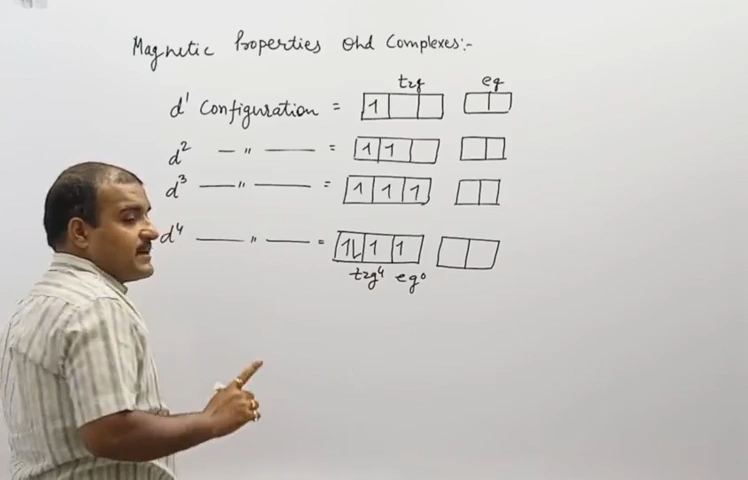 Magnetic Properties Ohd Complexes:-
t2g eg
d¹ Configuration = 1
d² — " — = 1 1
d³ — " — = 1 1 1
d⁴ — " — = 1L 1 1
t2g⁴ eg⁰